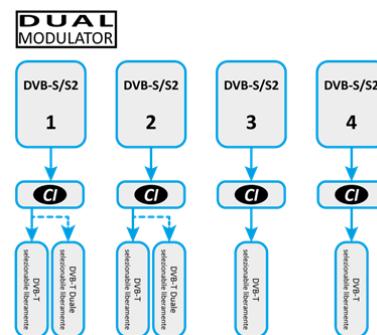 DUAL
MODULATOR
DVB-S/S2
1
DVB-S/S2
2
DVB-S/S2
3
DVB-S/S2
4
CI
CI
CI
CI
DVB-T
selezionabile liberamente
DVB-T Duale
selezionabile liberamente
DVB-T
selezionabile liberamente
DVB-T Duale
selezionabile liberamente
DVB-T
selezionabile liberamente
DVB-T
selezionabile liberamente